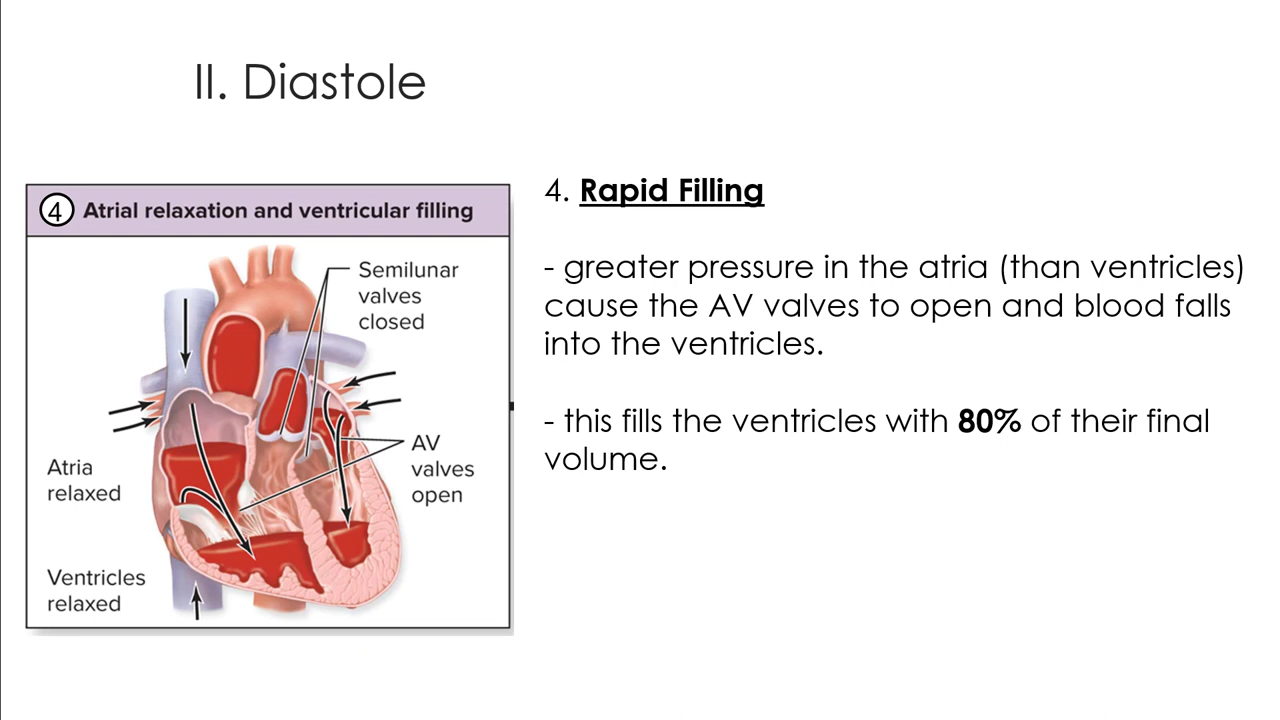 II. Diastole
④ Atrial relaxation and ventricular filling
Semilunar
valves
closed
AV
valves
open
Atria
relaxed
Ventricles
relaxed
4. Rapid Filling
- greater pressure in the atria (than ventricles)
cause the AV valves to open and blood falls
into the ventricles.
- this fills the ventricles with 80% of their final
volume.